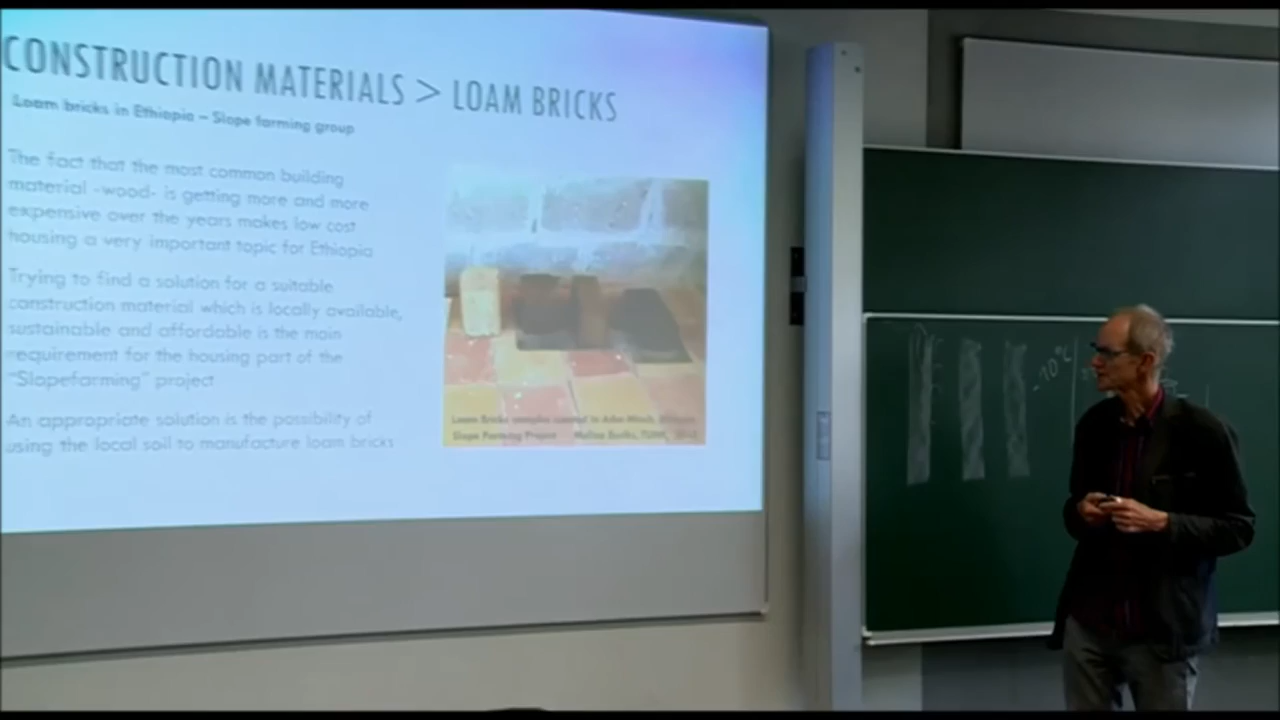 CONSTRUCTION MATERIALS > LOAM BRICKS
Loam bricks in Ethiopia – Slope farming group
The fact that the most common building
material -wood- is getting more and more
expensive over the years makes low cost
housing a very important topic for Ethiopia
Trying to find a solution for a suitable
construction material which is locally available,
sustainable and affordable is the main
requirement for the housing part of the
"Slopefarming" project
An appropriate solution is the possibility of
using the local soil to manufacture loam bricks
Loam Bricks samples
Slope Farming Project
-10°C